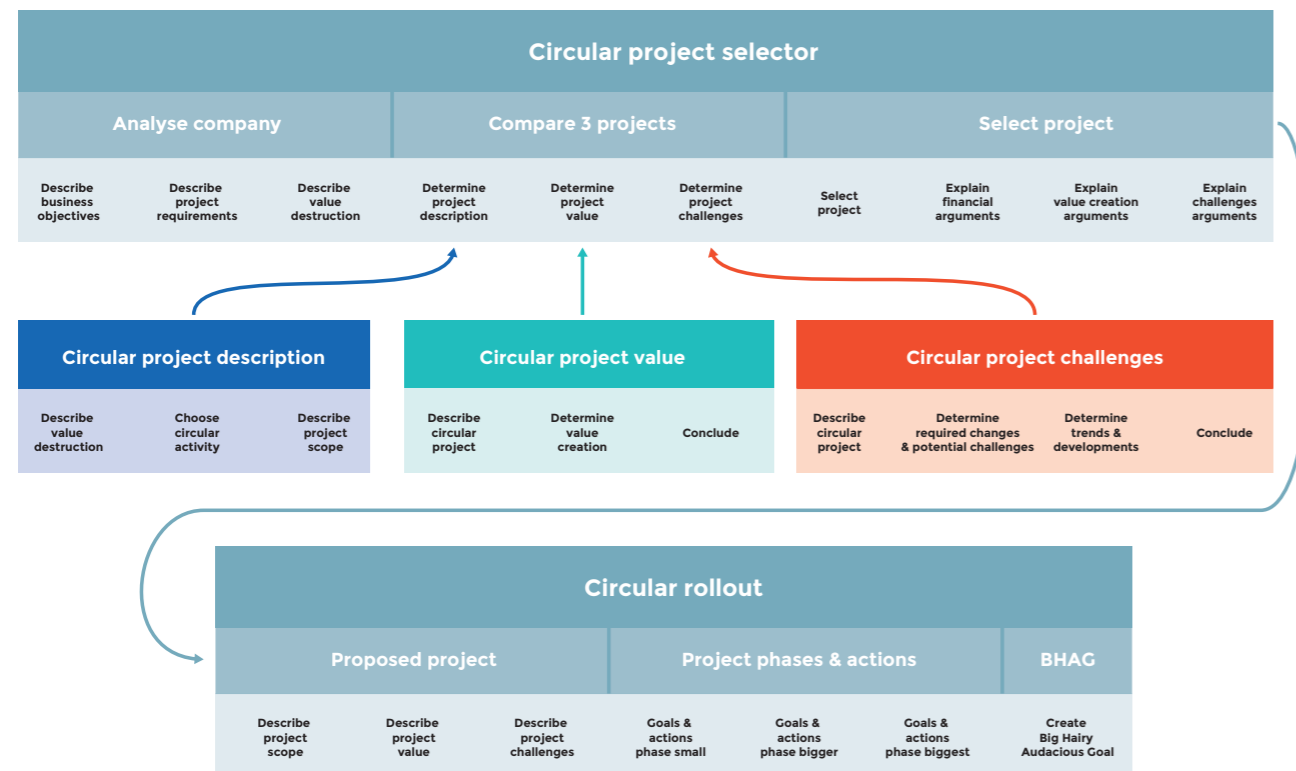 Circular project selector
Analyse company
Compare 3 projects
Select project
Describe
business
objectives
Describe
project
requirements
Describe
value
destruction
Determine
project
description
Determine
project
value
Determine
project
challenges
Select
project
Explain
financial
arguments
Explain
value creation
arguments
Explain
challenges
arguments
Circular project description
Describe
value
destruction
Choose
circular
activity
Describe
project
scope
Circular project value
Describe
circular
project
Determine
value
creation
Conclude
Circular project challenges
Describe
circular
project
Determine
required changes
& potential challenges
Determine
trends &
developments
Conclude
Circular rollout
Proposed project
Project phases & actions
BHAG
Describe
project
scope
Describe
project
value
Describe
project
challenges
Goals &
actions
phase small
Goals &
actions
phase bigger
Goals &
actions
phase biggest
Create
Big Hairy
Audacious Goal